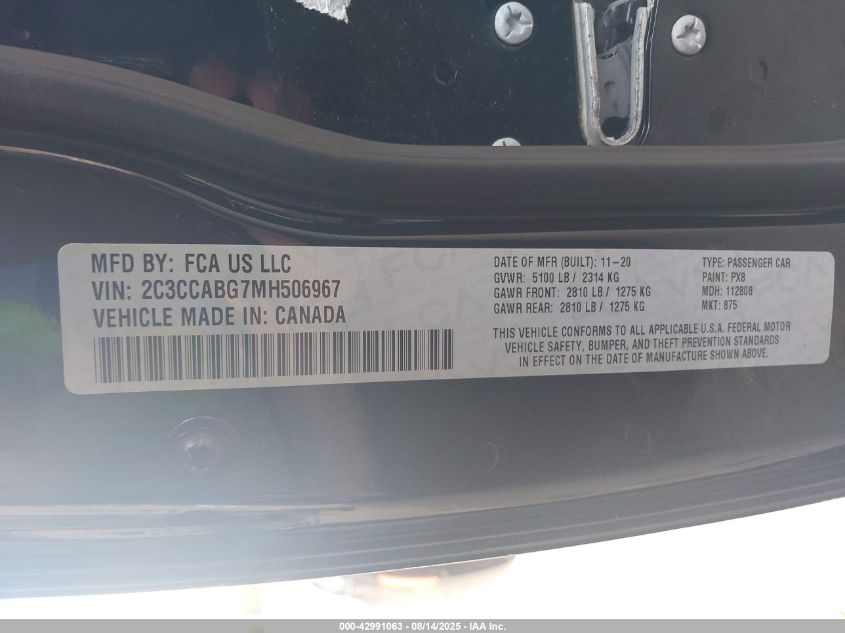 MFD BY: FCA US LLC
VIN: 2C3CCABG7MH506967
VEHICLE MADE IN: CANADA
DATE OF MFR (BUILT): 11-20
GVWR: 5100 LB / 2314 KG
GAWR FRONT: 2810 LB / 1275 KG
GAWR REAR: 2810 LB / 1275 KG
TYPE: PASSENGER CAR
PAINT: PX8
MDH: 112808
MKT: 875
THIS VEHICLE CONFORMS TO ALL APPLICABLE U.S.A. FEDERAL MOTOR
VEHICLE SAFETY, BUMPER, AND THEFT PREVENTION STANDARDS
IN EFFECT ON THE DATE OF MANUFACTURE SHOWN ABOVE.
000-42991063 - 08/14/2025 - IAA Inc.